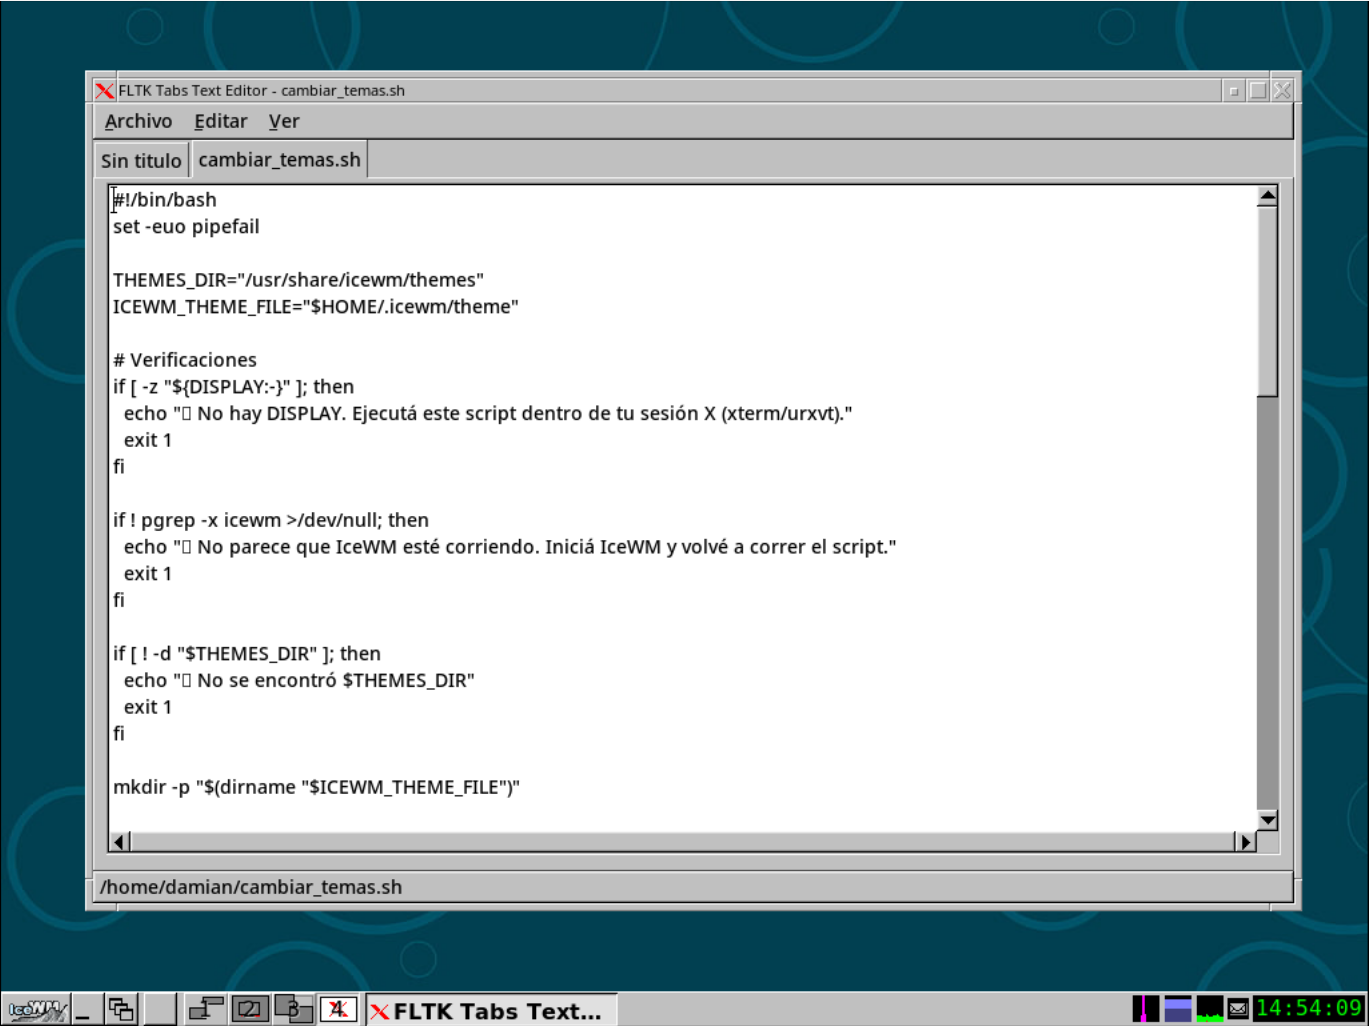 FLTK Tabs Text Editor - cambiar_temas.sh
Archivo Editar Ver
Sin titulo cambiar_temas.sh
#!/bin/bash
set -euo pipefail
THEMES_DIR="/usr/share/icewm/themes"
ICEWM_THEME_FILE="$HOME/.icewm/theme"
# Verificaciones
if [ -z "${DISPLAY:-}" ]; then
echo "▯ No hay DISPLAY. Ejecutá este script dentro de tu sesión X (xterm/urxvt)."
exit 1
fi
if ! pgrep -x icewm >/dev/null; then
echo "▯ No parece que IceWM esté corriendo. Iniciá IceWM y volvé a correr el script."
exit 1
fi
if [ ! -d "$THEMES_DIR" ]; then
echo "▯ No se encontró $THEMES_DIR"
exit 1
fi
mkdir -p "$(dirname "$ICEWM_THEME_FILE")"
/home/damian/cambiar_temas.sh
IceWM 1 2 3 4 FLTK Tabs Text... 14:54:09